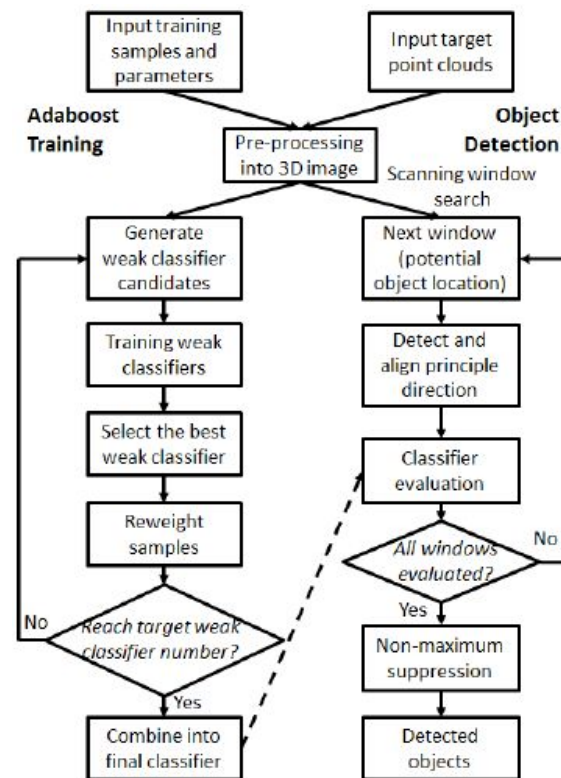 Input training
samples and
parameters
Input target
point clouds
Adaboost
Training
Object
Detection
Pre-processing
into 3D image
Scanning window
search
Generate
weak classifier
candidates
Next window
(potential
object location)
Training weak
classifiers
Detect and
align principle
direction
Select the best
weak classifier
Classifier
evaluation
Reweight
samples
All windows
evaluated?
No
Yes
No
Reach target weak
classifier number?
Yes
Non-maximum
suppression
Combine into
final classifier
Detected
objects